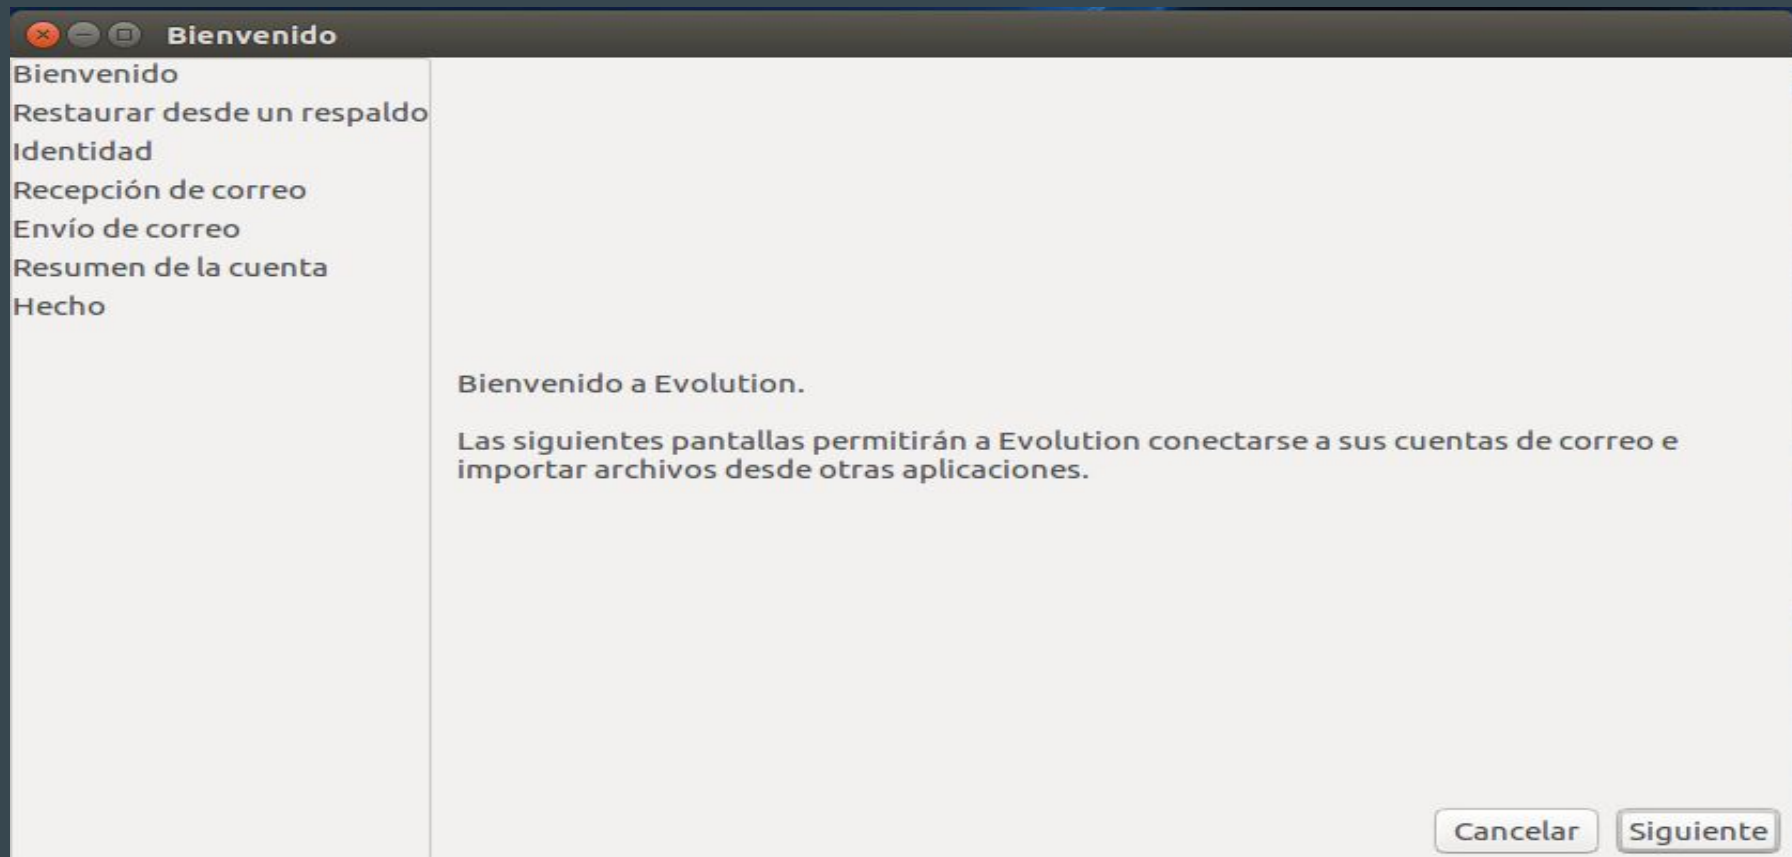 Bienvenido
Bienvenido
Restaurar desde un respaldo
Identidad
Recepción de correo
Envío de correo
Resumen de la cuenta
Hecho
Bienvenido a Evolution.
Las siguientes pantallas permitirán a Evolution conectarse a sus cuentas de correo e
importar archivos desde otras aplicaciones.
Cancelar
Siguiente